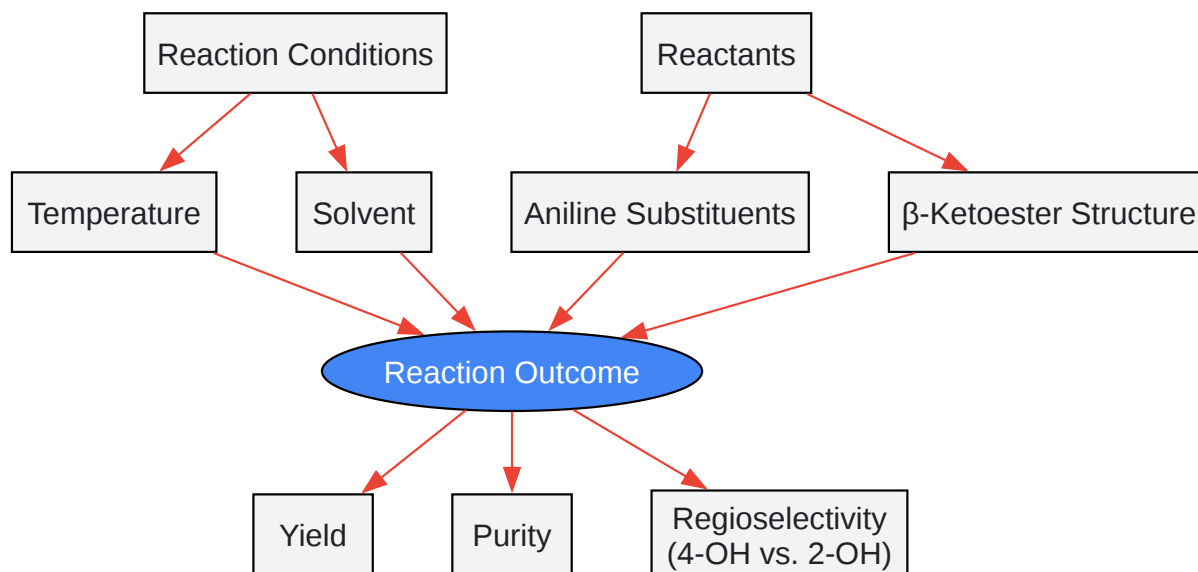 Reaction Conditions
Reactants
Temperature
Solvent
Aniline Substituents
β-Ketoester Structure
Reaction Outcome
Yield
Purity
Regioselectivity
(4-OH vs. 2-OH)